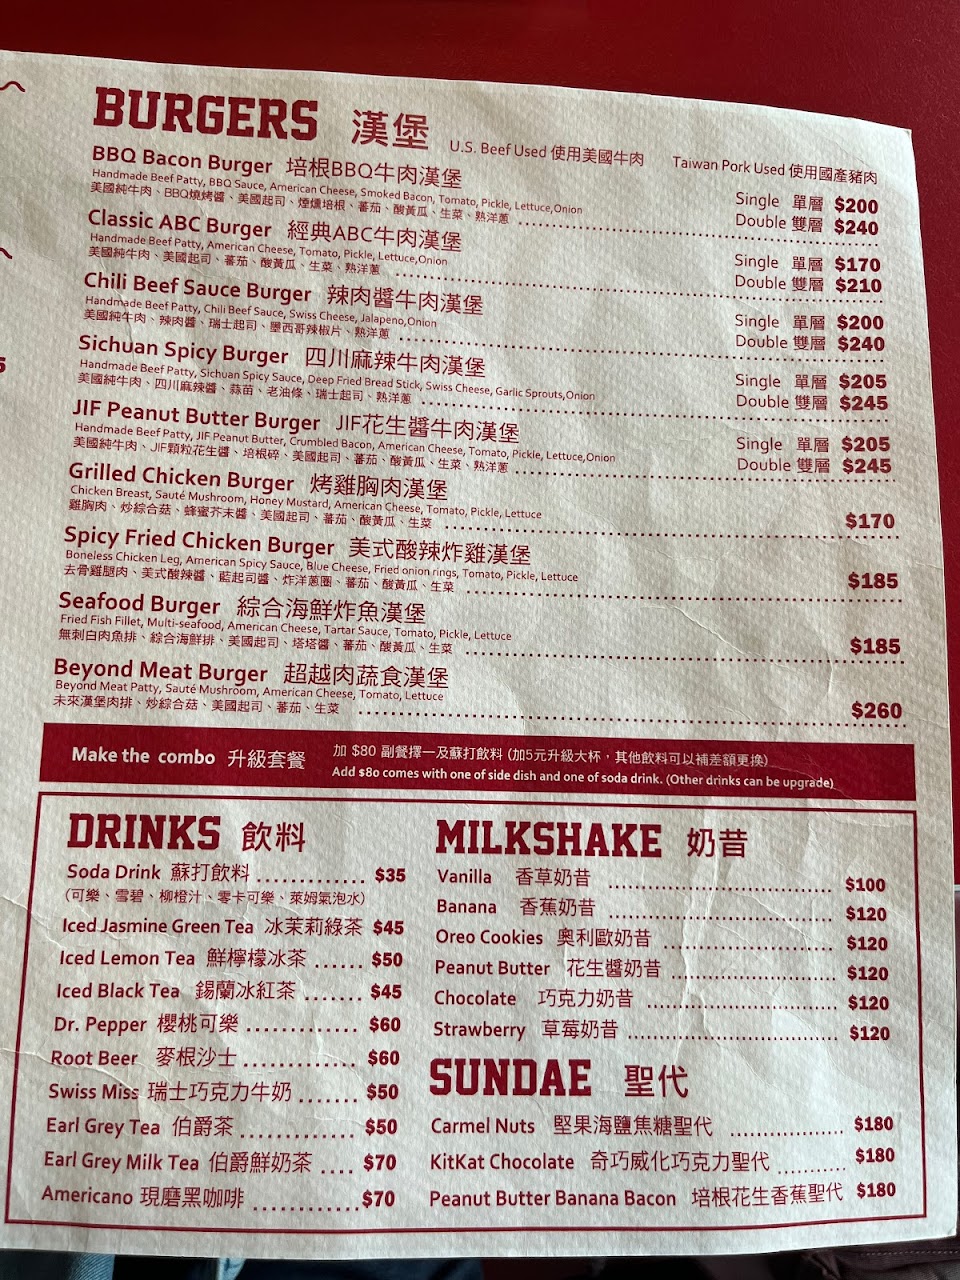 BURGERS 漢堡 U.S. Beef Used 使用美國牛肉 Taiwan Pork Used 使用國產豬肉
BBQ Bacon Burger 培根BBQ牛肉漢堡
Handmade Beef Patty, BBQ Sauce, American Cheese, Smoked Bacon, Tomato, Pickle, Lettuce,Onion
美國純牛肉、BBQ燒烤醬、美國起司、煙燻培根、蕃茄、酸黃瓜、生菜、熟洋蔥
Single 單層 $200
Double 雙層 $240
Classic ABC Burger 經典ABC牛肉漢堡
Handmade Beef Patty, American Cheese, Tomato, Pickle, Lettuce,Onion
美國純牛肉、美國起司、蕃茄、酸黃瓜、生菜、熟洋蔥
Single 單層 $170
Double 雙層 $210
Chili Beef Sauce Burger 辣肉醬牛肉漢堡
Handmade Beef Patty, Chili Beef Sauce, Swiss Cheese, Jalapeno,Onion
美國純牛肉、辣肉醬、瑞士起司、墨西哥辣椒片、熟洋蔥
Single 單層 $200
Double 雙層 $240
Sichuan Spicy Burger 四川麻辣牛肉漢堡
Handmade Beef Patty, Sichuan Spicy Sauce, Deep Fried Bread Stick, Swiss Cheese, Garlic Sprouts,Onion
美國純牛肉、四川麻辣醬、蒜苗、老油條、瑞士起司、熟洋蔥
Single 單層 $205
Double 雙層 $245
JIF Peanut Butter Burger JIF花生醬牛肉漢堡
Handmade Beef Patty, JIF Peanut Butter, Crumbled Bacon, American Cheese, Tomato, Pickle, Lettuce,Onion
美國純牛肉、JIF顆粒花生醬、培根碎、美國起司、蕃茄、酸黃瓜、生菜、熟洋蔥
Single 單層 $205
Double 雙層 $245
Grilled Chicken Burger 烤雞胸肉漢堡
Chicken Breast, Sauté Mushroom, Honey Mustard, American Cheese, Tomato, Pickle, Lettuce
雞胸肉、炒綜合菇、蜂蜜芥末醬、美國起司、蕃茄、酸黃瓜、生菜
$170
Spicy Fried Chicken Burger 美式酸辣炸雞漢堡
Boneless Chicken Leg, American Spicy Sauce, Blue Cheese, Fried onion rings, Tomato, Pickle, Lettuce
去骨雞腿肉、美式酸辣醬、藍起司醬、炸洋蔥圈、蕃茄、酸黃瓜、生菜
$185
Seafood Burger 綜合海鮮炸魚漢堡
Fried Fish Fillet, Multi-seafood, American Cheese, Tartar Sauce, Tomato, Pickle, Lettuce
無刺白肉魚排、綜合海鮮排、美國起司、塔塔醬、蕃茄、酸黃瓜、生菜
$185
Beyond Meat Burger 超越肉蔬食漢堡
Beyond Meat Patty, Sauté Mushroom, American Cheese, Tomato, Lettuce
未來漢堡肉排、炒綜合菇、美國起司、蕃茄、生菜
$260
Make the combo 升級套餐
加 $80 副餐擇一及蘇打飲料 (加5元升級大杯，其他飲料可以補差額更換)
Add $80 comes with one of side dish and one of soda drink. (Other drinks can be upgrade)
DRINKS 飲料
Soda Drink 蘇打飲料 $35
(可樂、雪碧、柳橙汁、零卡可樂、萊姆氣泡水)
Iced Jasmine Green Tea 冰茉莉綠茶 $45
Iced Lemon Tea 鮮檸檬冰茶 $50
Iced Black Tea 錫蘭冰紅茶 $45
Dr. Pepper 櫻桃可樂 $60
Root Beer 麥根沙士 $60
Swiss Miss 瑞士巧克力牛奶 $50
Earl Grey Tea 伯爵茶 $50
Earl Grey Milk Tea 伯爵鮮奶茶 $70
Americano 現磨黑咖啡 $70
MILKSHAKE 奶昔
Vanilla 香草奶昔 $100
Banana 香蕉奶昔 $120
Oreo Cookies 奧利歐奶昔 $120
Peanut Butter 花生醬奶昔 $120
Chocolate 巧克力奶昔 $120
Strawberry 草莓奶昔 $120
SUNDAE 聖代
Carmel Nuts 堅果海鹽焦糖聖代 $180
KitKat Chocolate 奇巧威化巧克力聖代 $180
Peanut Butter Banana Bacon 培根花生香蕉聖代 $180